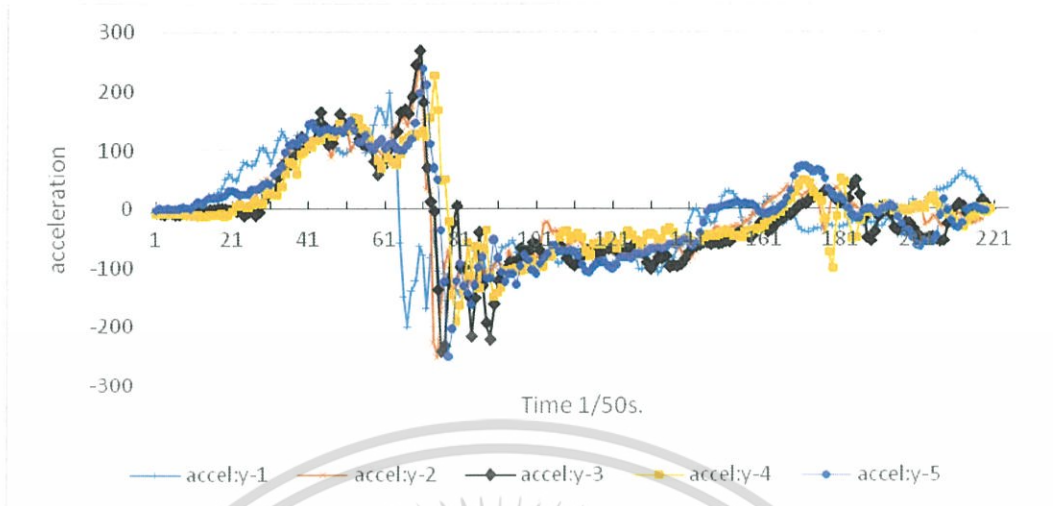 300
200
100
0
-100
-200
-300
acceleration
1 21 41 61 81 101 121 141 161 181 201 221
Time 1/50s.
accel:y-1 accel:y-2 accel:y-3 accel:y-4 accel:y-5